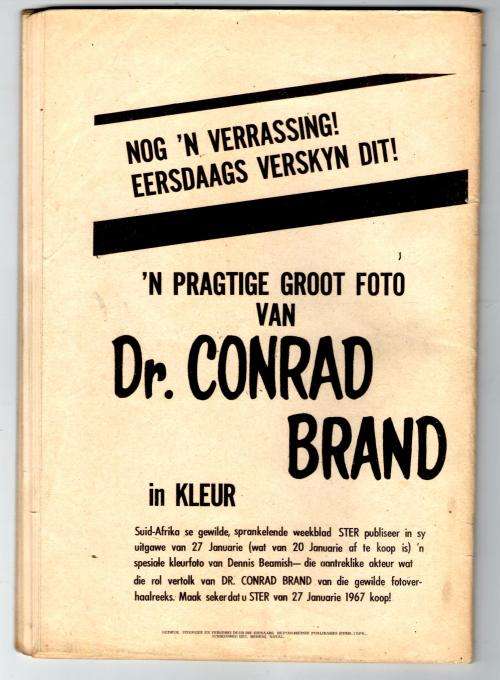 NOG 'N VERRASSING!
EERSDAAGS VERSKYN DIT!
'N PRAGTIGE GROOT FOTO
VAN
Dr. CONRAD
BRAND
in KLEUR
Suid-Afrika se gewilde, sprankelende weekblad STER publiseer in sy
uitgawe van 27 Januarie (wat van 20 Januarie af te koop is) 'n
spesiale kleurfoto van Dennis Beamish— die aantreklike akteur wat
die rol vertolk van DR. CONRAD BRAND van die gewilde fotover-
haalreeks. Maak seker dat u STER van 27 Januarie 1967 koop!